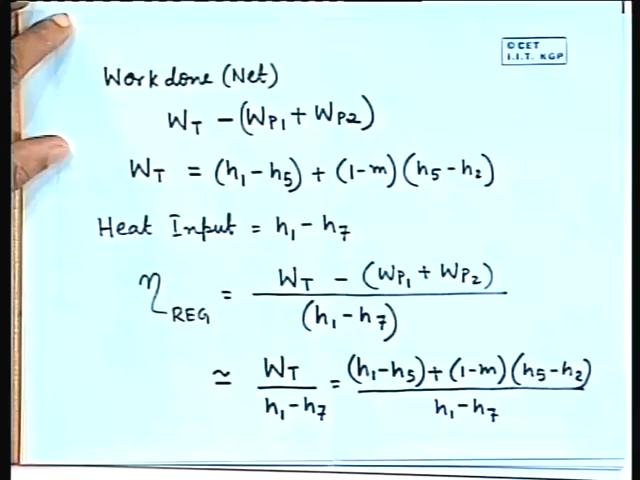 © CET
I.I.T. KGP
Work done (Net)
W_T - (W_P1 + W_P2)
W_T = (h_1 - h_5) + (1-m)(h_5 - h_2)
Heat Input = h_1 - h_7
η_REG = (W_T - (W_P1 + W_P2)) / (h_1 - h_7)
≃ W_T / (h_1 - h_7) = ((h_1 - h_5) + (1-m)(h_5 - h_2)) / (h_1 - h_7)